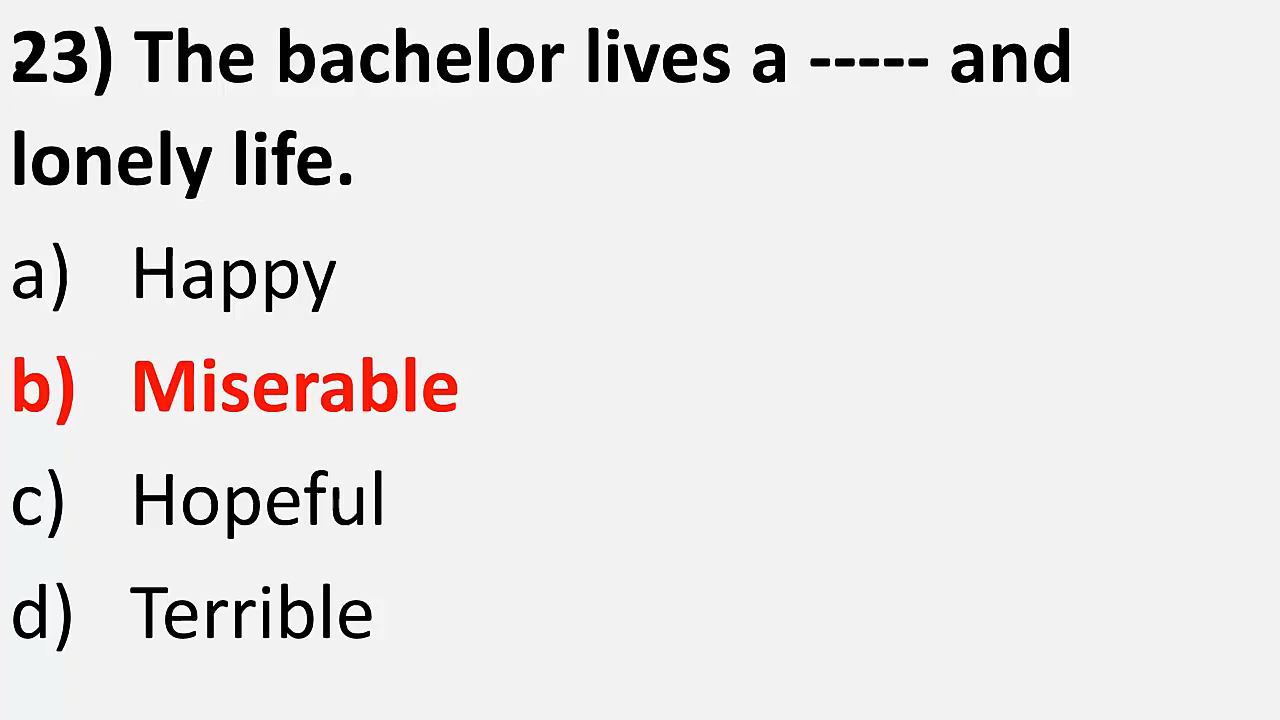 23) The bachelor lives a ----- and
lonely life.
a) Happy
b) Miserable
c) Hopeful
d) Terrible